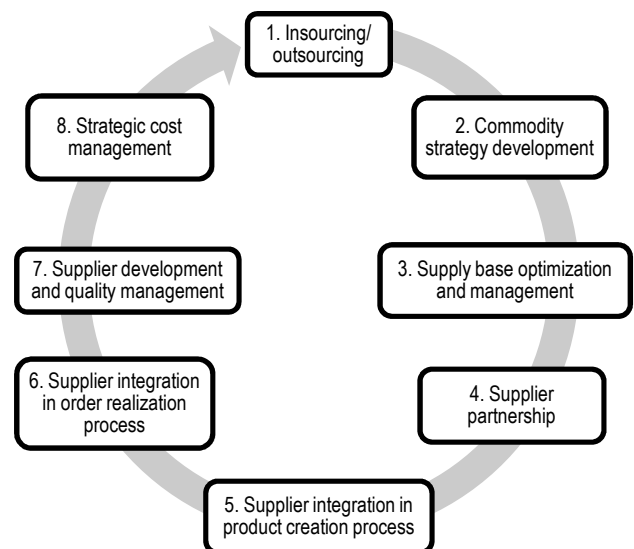 1. Insourcing/
outsourcing
2. Commodity
strategy development
3. Supply base optimization
and management
4. Supplier
partnership
5. Supplier integration in
product creation process
6. Supplier integration
in order realization
process
7. Supplier development
and quality management
8. Strategic cost
management